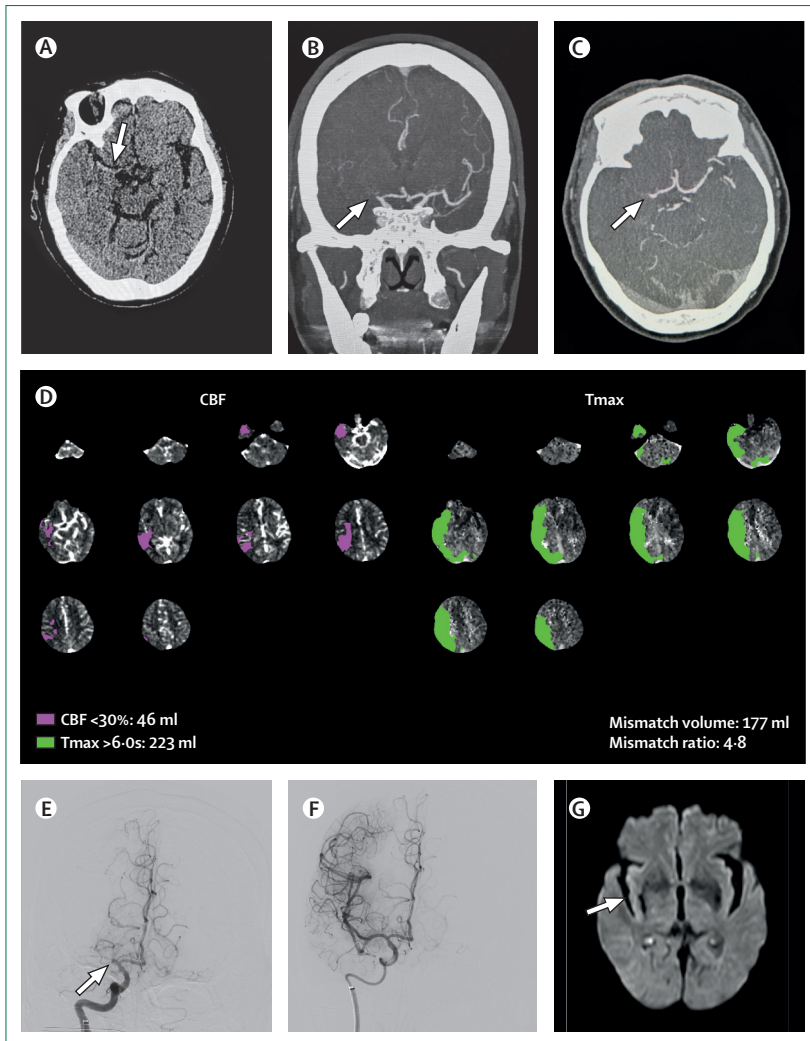 A
B
C
D
CBF
Tmax
CBF <30%: 46 ml
Tmax >6·0s: 223 ml
Mismatch volume: 177 ml
Mismatch ratio: 4·8
E
F
G